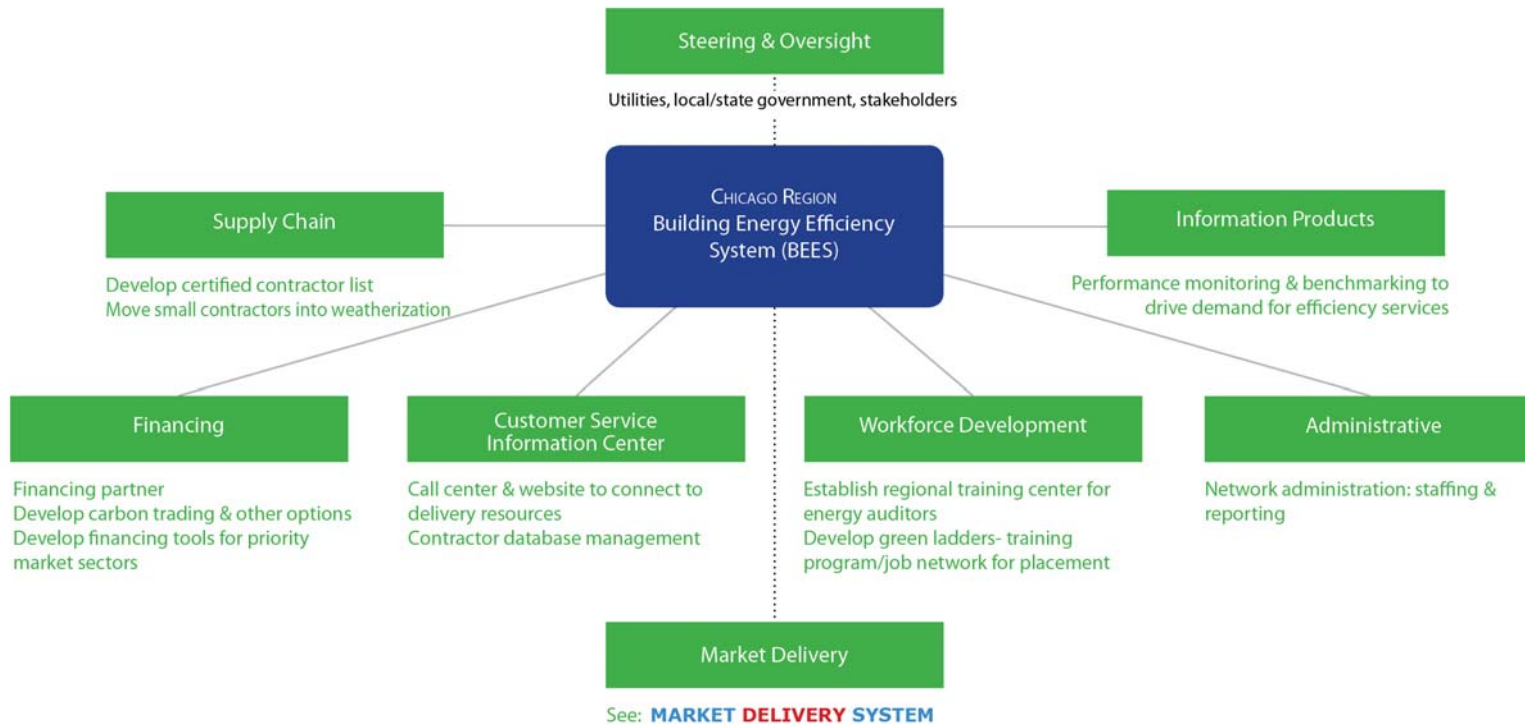 Steering & Oversight
Utilities, local/state government, stakeholders
CHICAGO REGION
Building Energy Efficiency
System (BEES)
Supply Chain
Develop certified contractor list
Move small contractors into weatherization
Information Products
Performance monitoring & benchmarking to
drive demand for efficiency services
Financing
Financing partner
Develop carbon trading & other options
Develop financing tools for priority
market sectors
Customer Service
Information Center
Call center & website to connect to
delivery resources
Contractor database management
Workforce Development
Establish regional training center for
energy auditors
Develop green ladders- training
program/job network for placement
Administrative
Network administration: staffing &
reporting
Market Delivery
See: MARKET DELIVERY SYSTEM